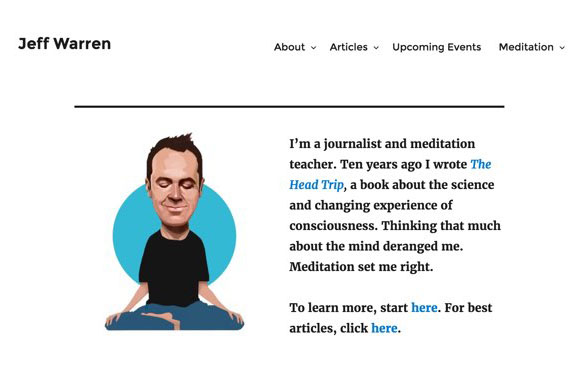 Jeff Warren
About Articles Upcoming Events Meditation
I'm a journalist and meditation
teacher. Ten years ago I wrote The
Head Trip, a book about the science
and changing experience of
consciousness. Thinking that much
about the mind deranged me.
Meditation set me right.
To learn more, start here. For best
articles, click here.